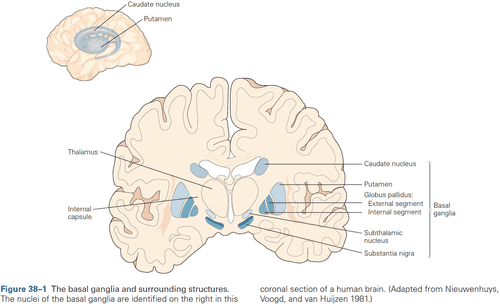 Caudate nucleus
Putamen
Thalamus
Internal
capsule
Caudate nucleus
Putamen
Globus pallidus:
External segment
Internal segment
Basal
ganglia
Subthalamic
nucleus
Substantia nigra
Figure 38–1 The basal ganglia and surrounding structures.
The nuclei of the basal ganglia are identified on the right in this
coronal section of a human brain. (Adapted from Nieuwenhuys,
Voogd, and van Huijzen 1981.)